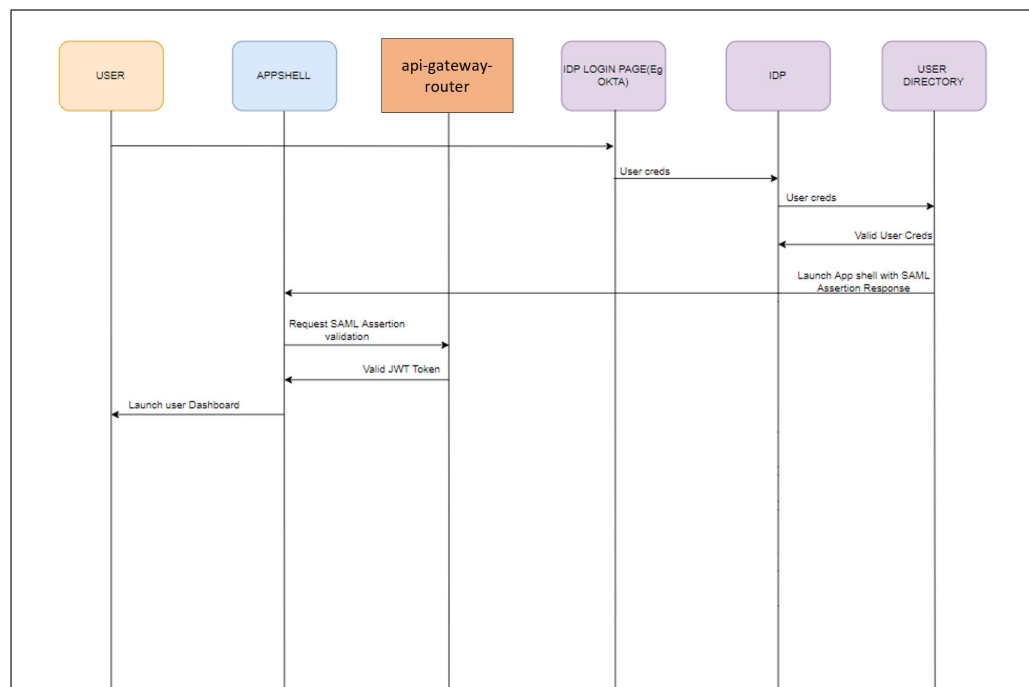 USER
APPSHELL
api-gateway-
router
IDP LOGIN PAGE(Eg
OKTA)
IDP
USER
DIRECTORY
User creds
User creds
Valid User Creds
Launch App shell with SAML
Assertion Response
Request SAML Assertion
validation
Valid JWT Token
Launch user Dashboard